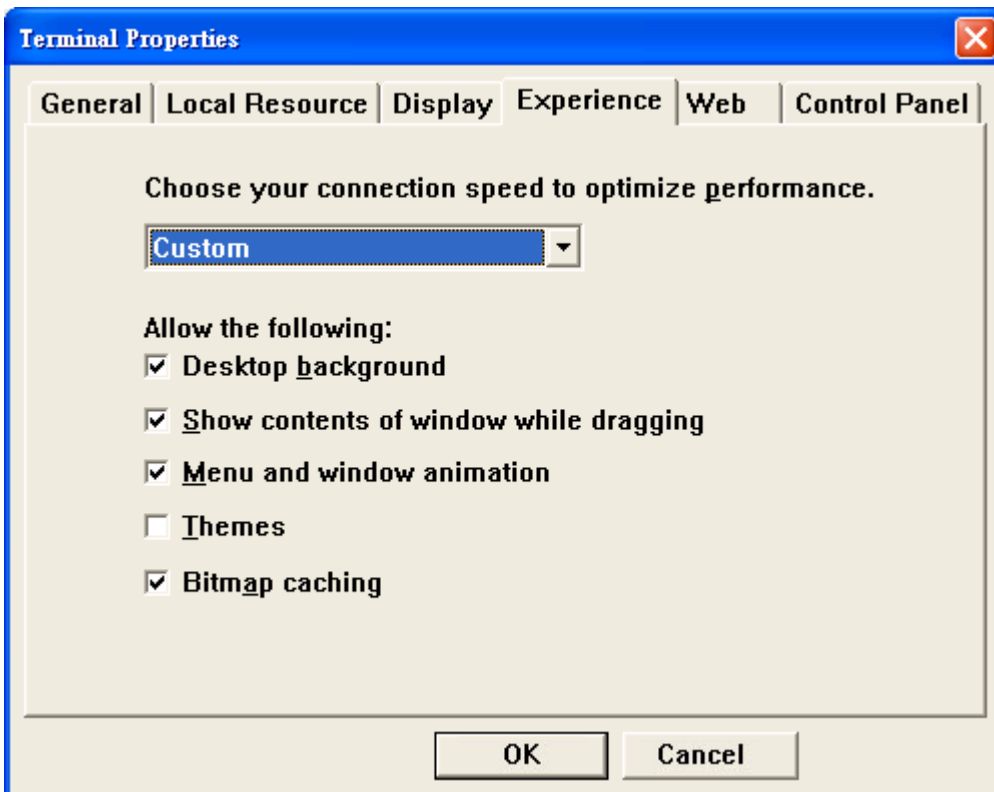 Terminal Properties
General Local Resource Display Experience Web Control Panel
Choose your connection speed to optimize performance.
Custom
Allow the following:
Desktop background
Show contents of window while dragging
Menu and window animation
Themes
Bitmap caching
OK Cancel